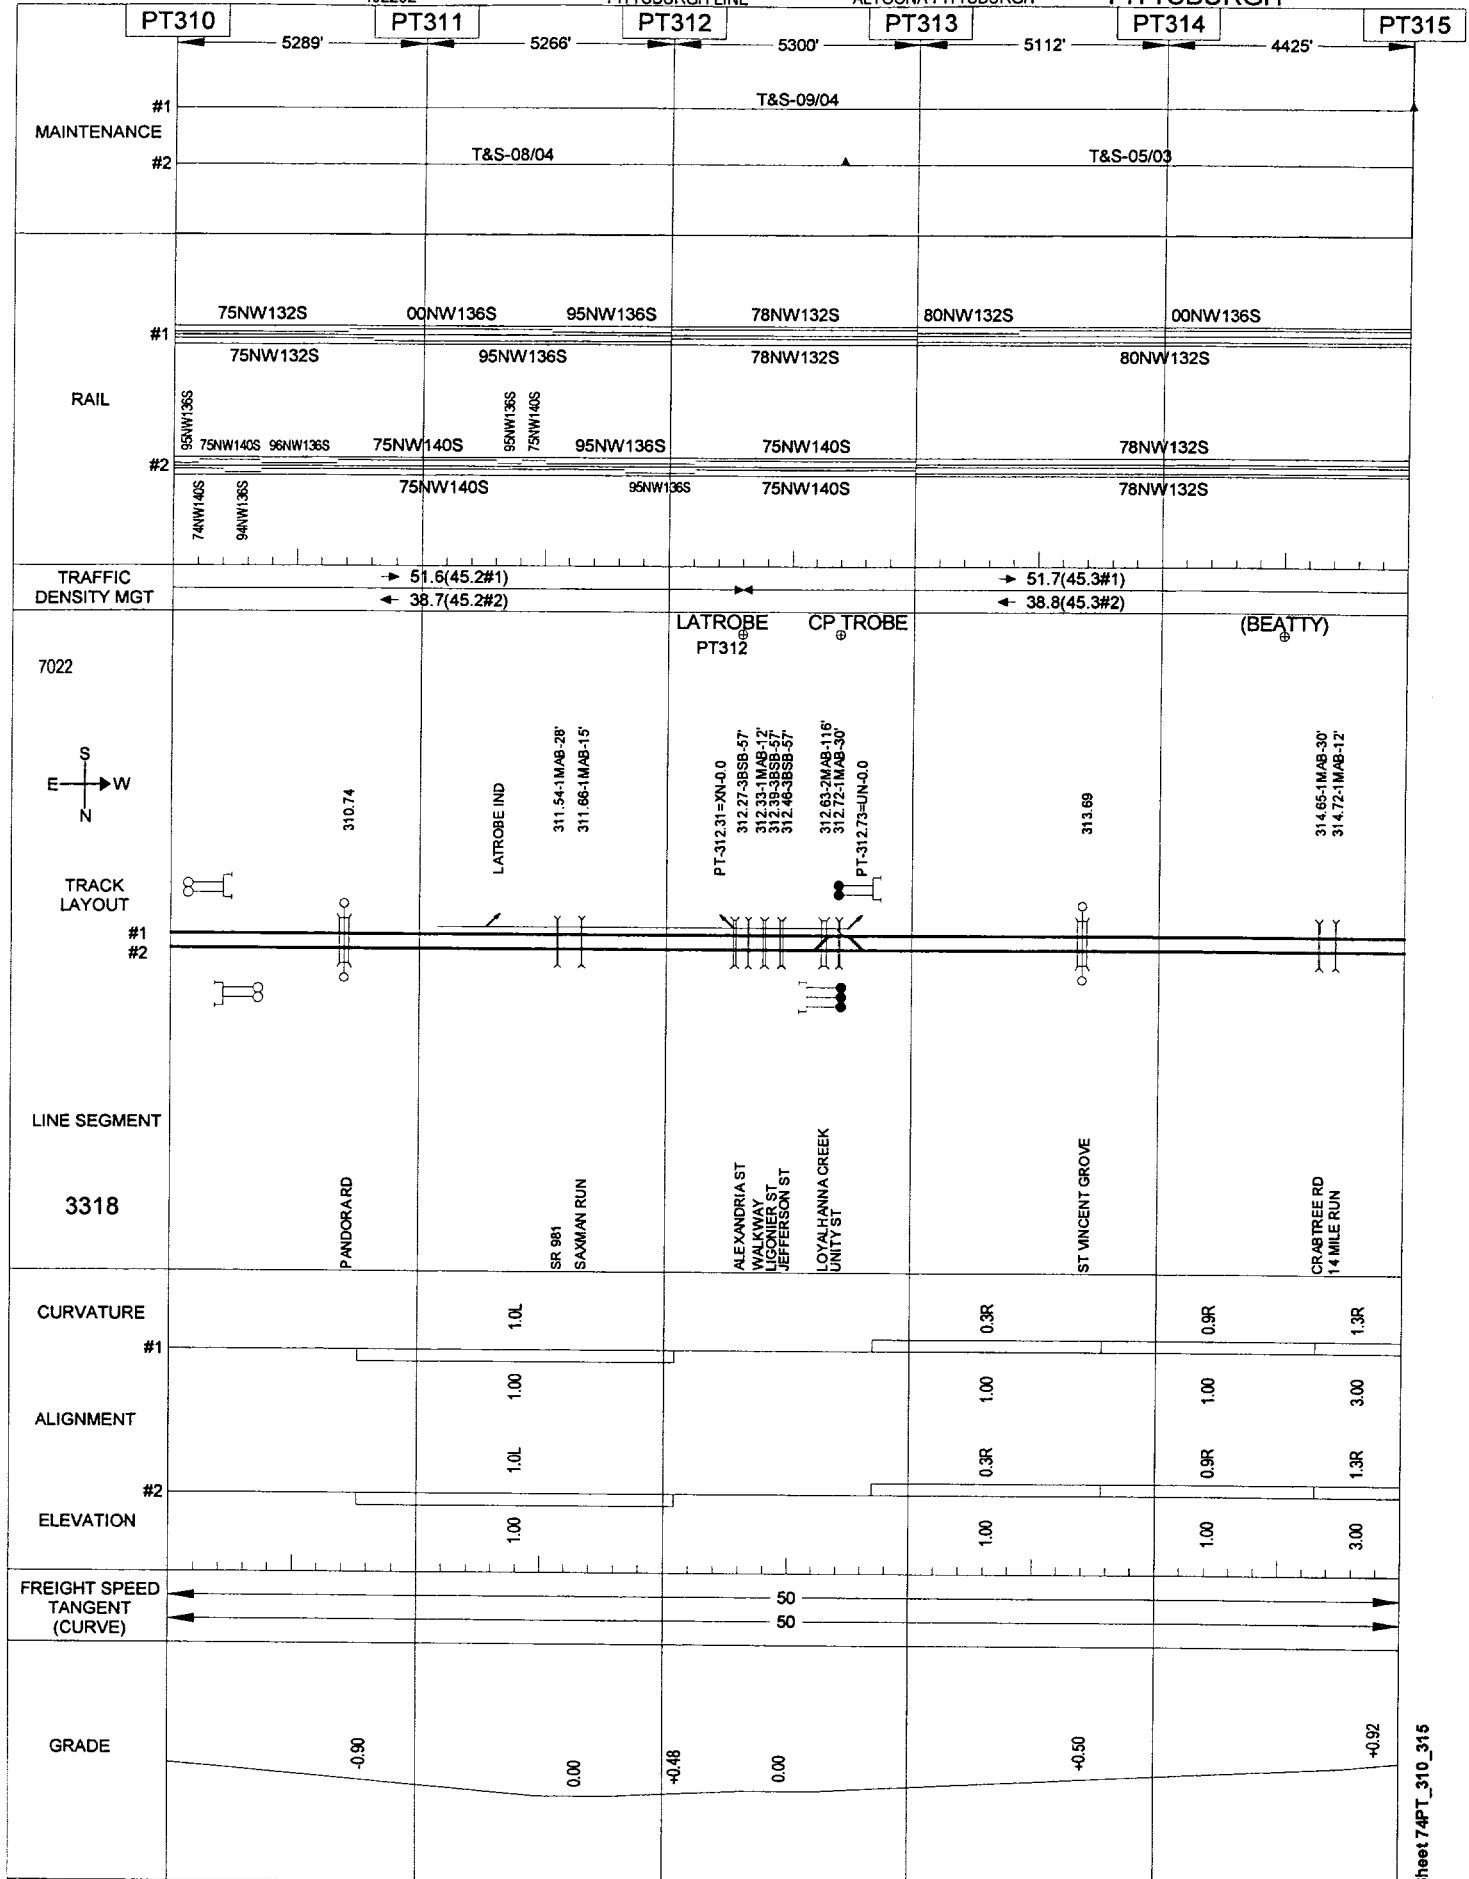 PITTSBURGH LINE
PITTSBURGH
PT310 PT311 PT312 PT313 PT314 PT315
5289' 5266' 5300' 5112' 4425'
MAINTENANCE
#1 T&S-09/04
#2 T&S-08/04 T&S-05/03
RAIL
75NW132S 00NW136S 95NW136S 78NW132S 80NW132S 00NW136S
#1
75NW132S 95NW136S 78NW132S 80NW132S
95NW136S 75NW140S 96NW136S 75NW140S 95NW136S 75NW140S 95NW136S 75NW140S 78NW132S
#2
74NW140S 94NW136S 75NW140S 95NW136S 75NW140S 78NW132S
TRAFFIC
DENSITY MGT
51.6(45.2#1) 51.7(45.3#1)
38.7(45.2#2) 38.8(45.3#2)
LATROBE CP TROBE (BEATTY)
PT312
7022
S
E W
N
310.74
LATROBE IND
311.54-1MAB-28'
311.66-1MAB-15'
PT-312.31=XN-0.0
312.27-3BSB-57'
312.33-1MAB-12'
312.39-3BSB-57'
312.46-3BSB-57'
312.63-2MAB-116'
312.72-1MAB-30'
PT-312.73=UN-0.0
313.69
314.65-1MAB-30'
314.72-1MAB-12'
TRACK
LAYOUT
#1
#2
LINE SEGMENT
3318
PANDORA RD
SR 981
SAXMAN RUN
ALEXANDRIA ST
WALKWAY
LIGONIER ST
JEFFERSON ST
LOYALHANNA CREEK
UNITY ST
ST VINCENT GROVE
CRABTREE RD
14 MILE RUN
CURVATURE
1.0L 0.3R 0.9R 1.3R
#1
1.00 1.00 1.00 3.00
ALIGNMENT
1.0L 0.3R 0.9R 1.3R
#2
ELEVATION
1.00 1.00 1.00 3.00
FREIGHT SPEED
TANGENT
(CURVE)
50
50
GRADE
-0.90 0.00 +0.48 0.00 +0.50 +0.92
74PT_310_315